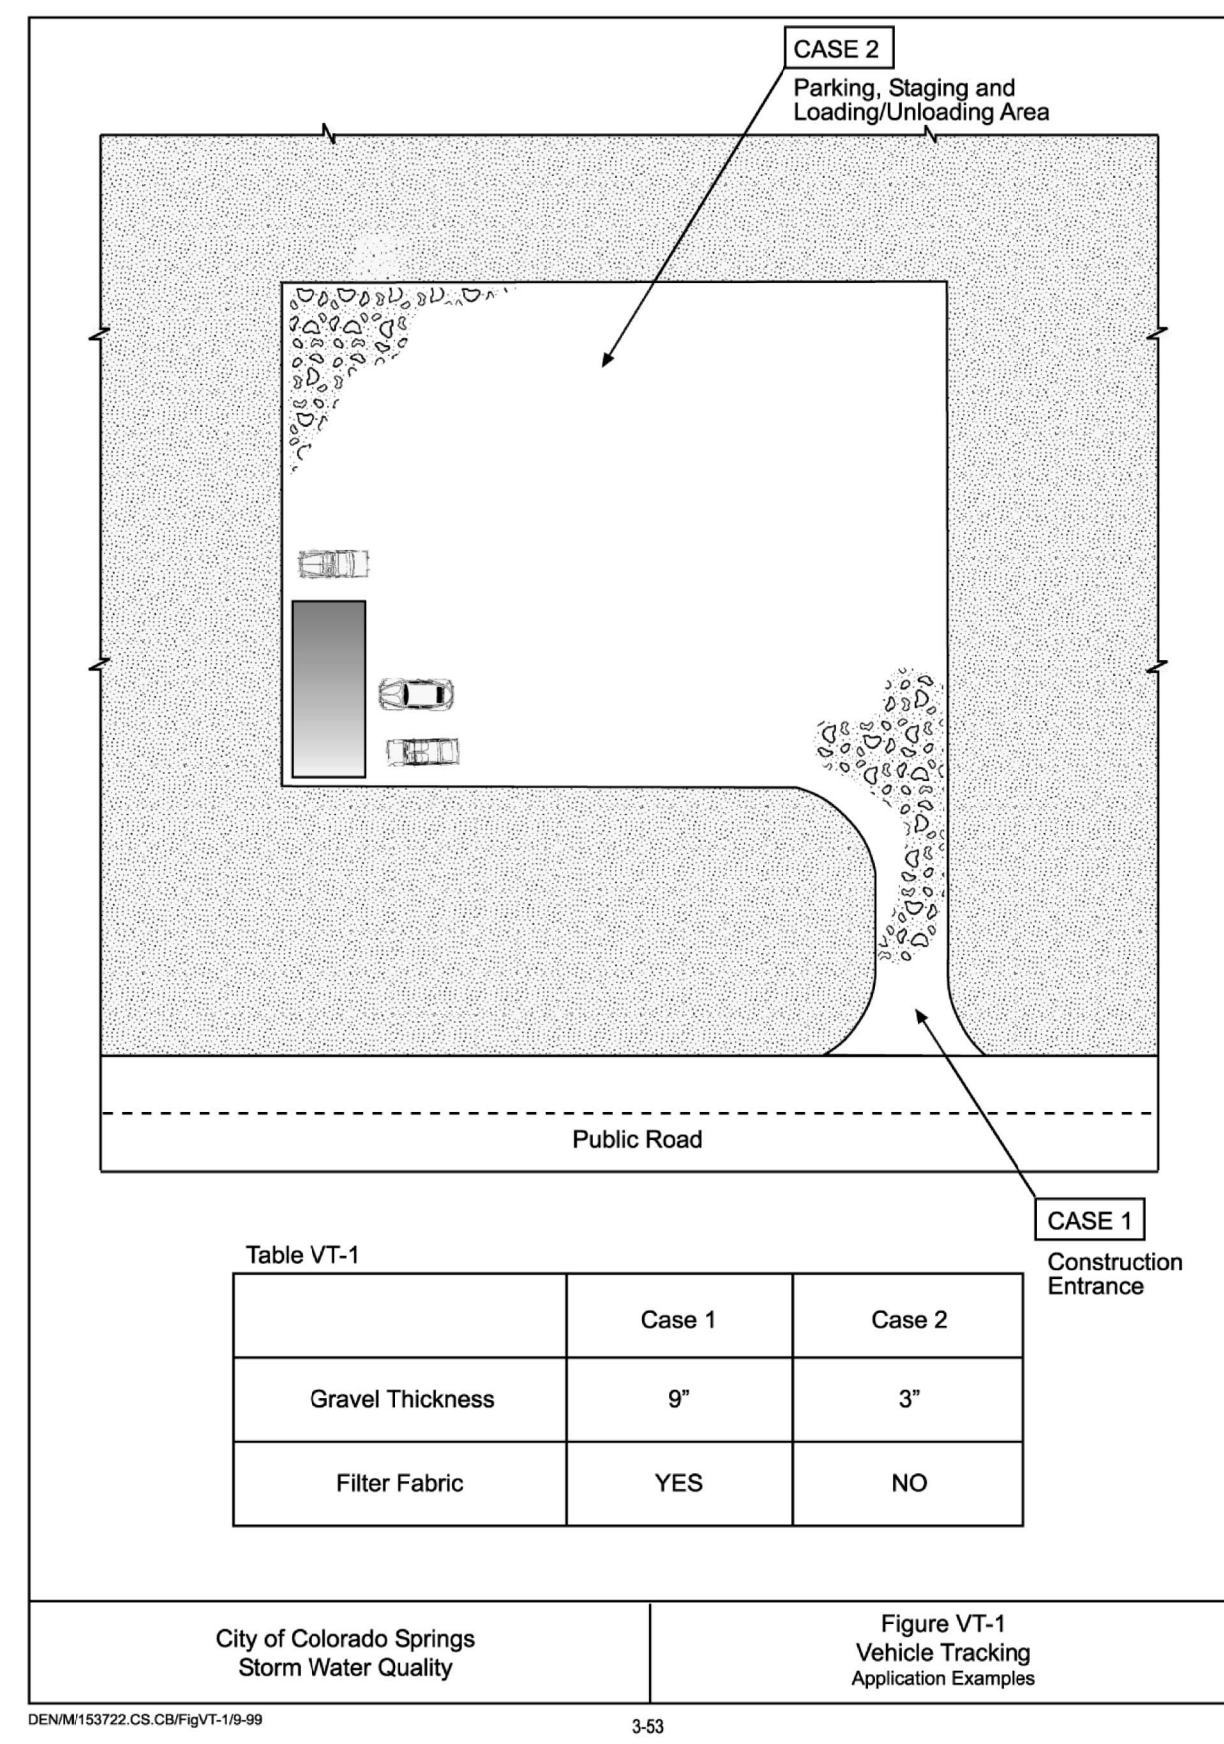 CASE 2
Parking, Staging and
Loading/Unloading Area
Public Road
CASE 1
Construction
Entrance
Table VT-1
Case 1 Case 2
Gravel Thickness 9” 3”
Filter Fabric YES NO
City of Colorado Springs
Storm Water Quality
Figure VT-1
Vehicle Tracking
Application Examples
DEN/M/153722.CS.CB/FigVT-1/9-99
3-53